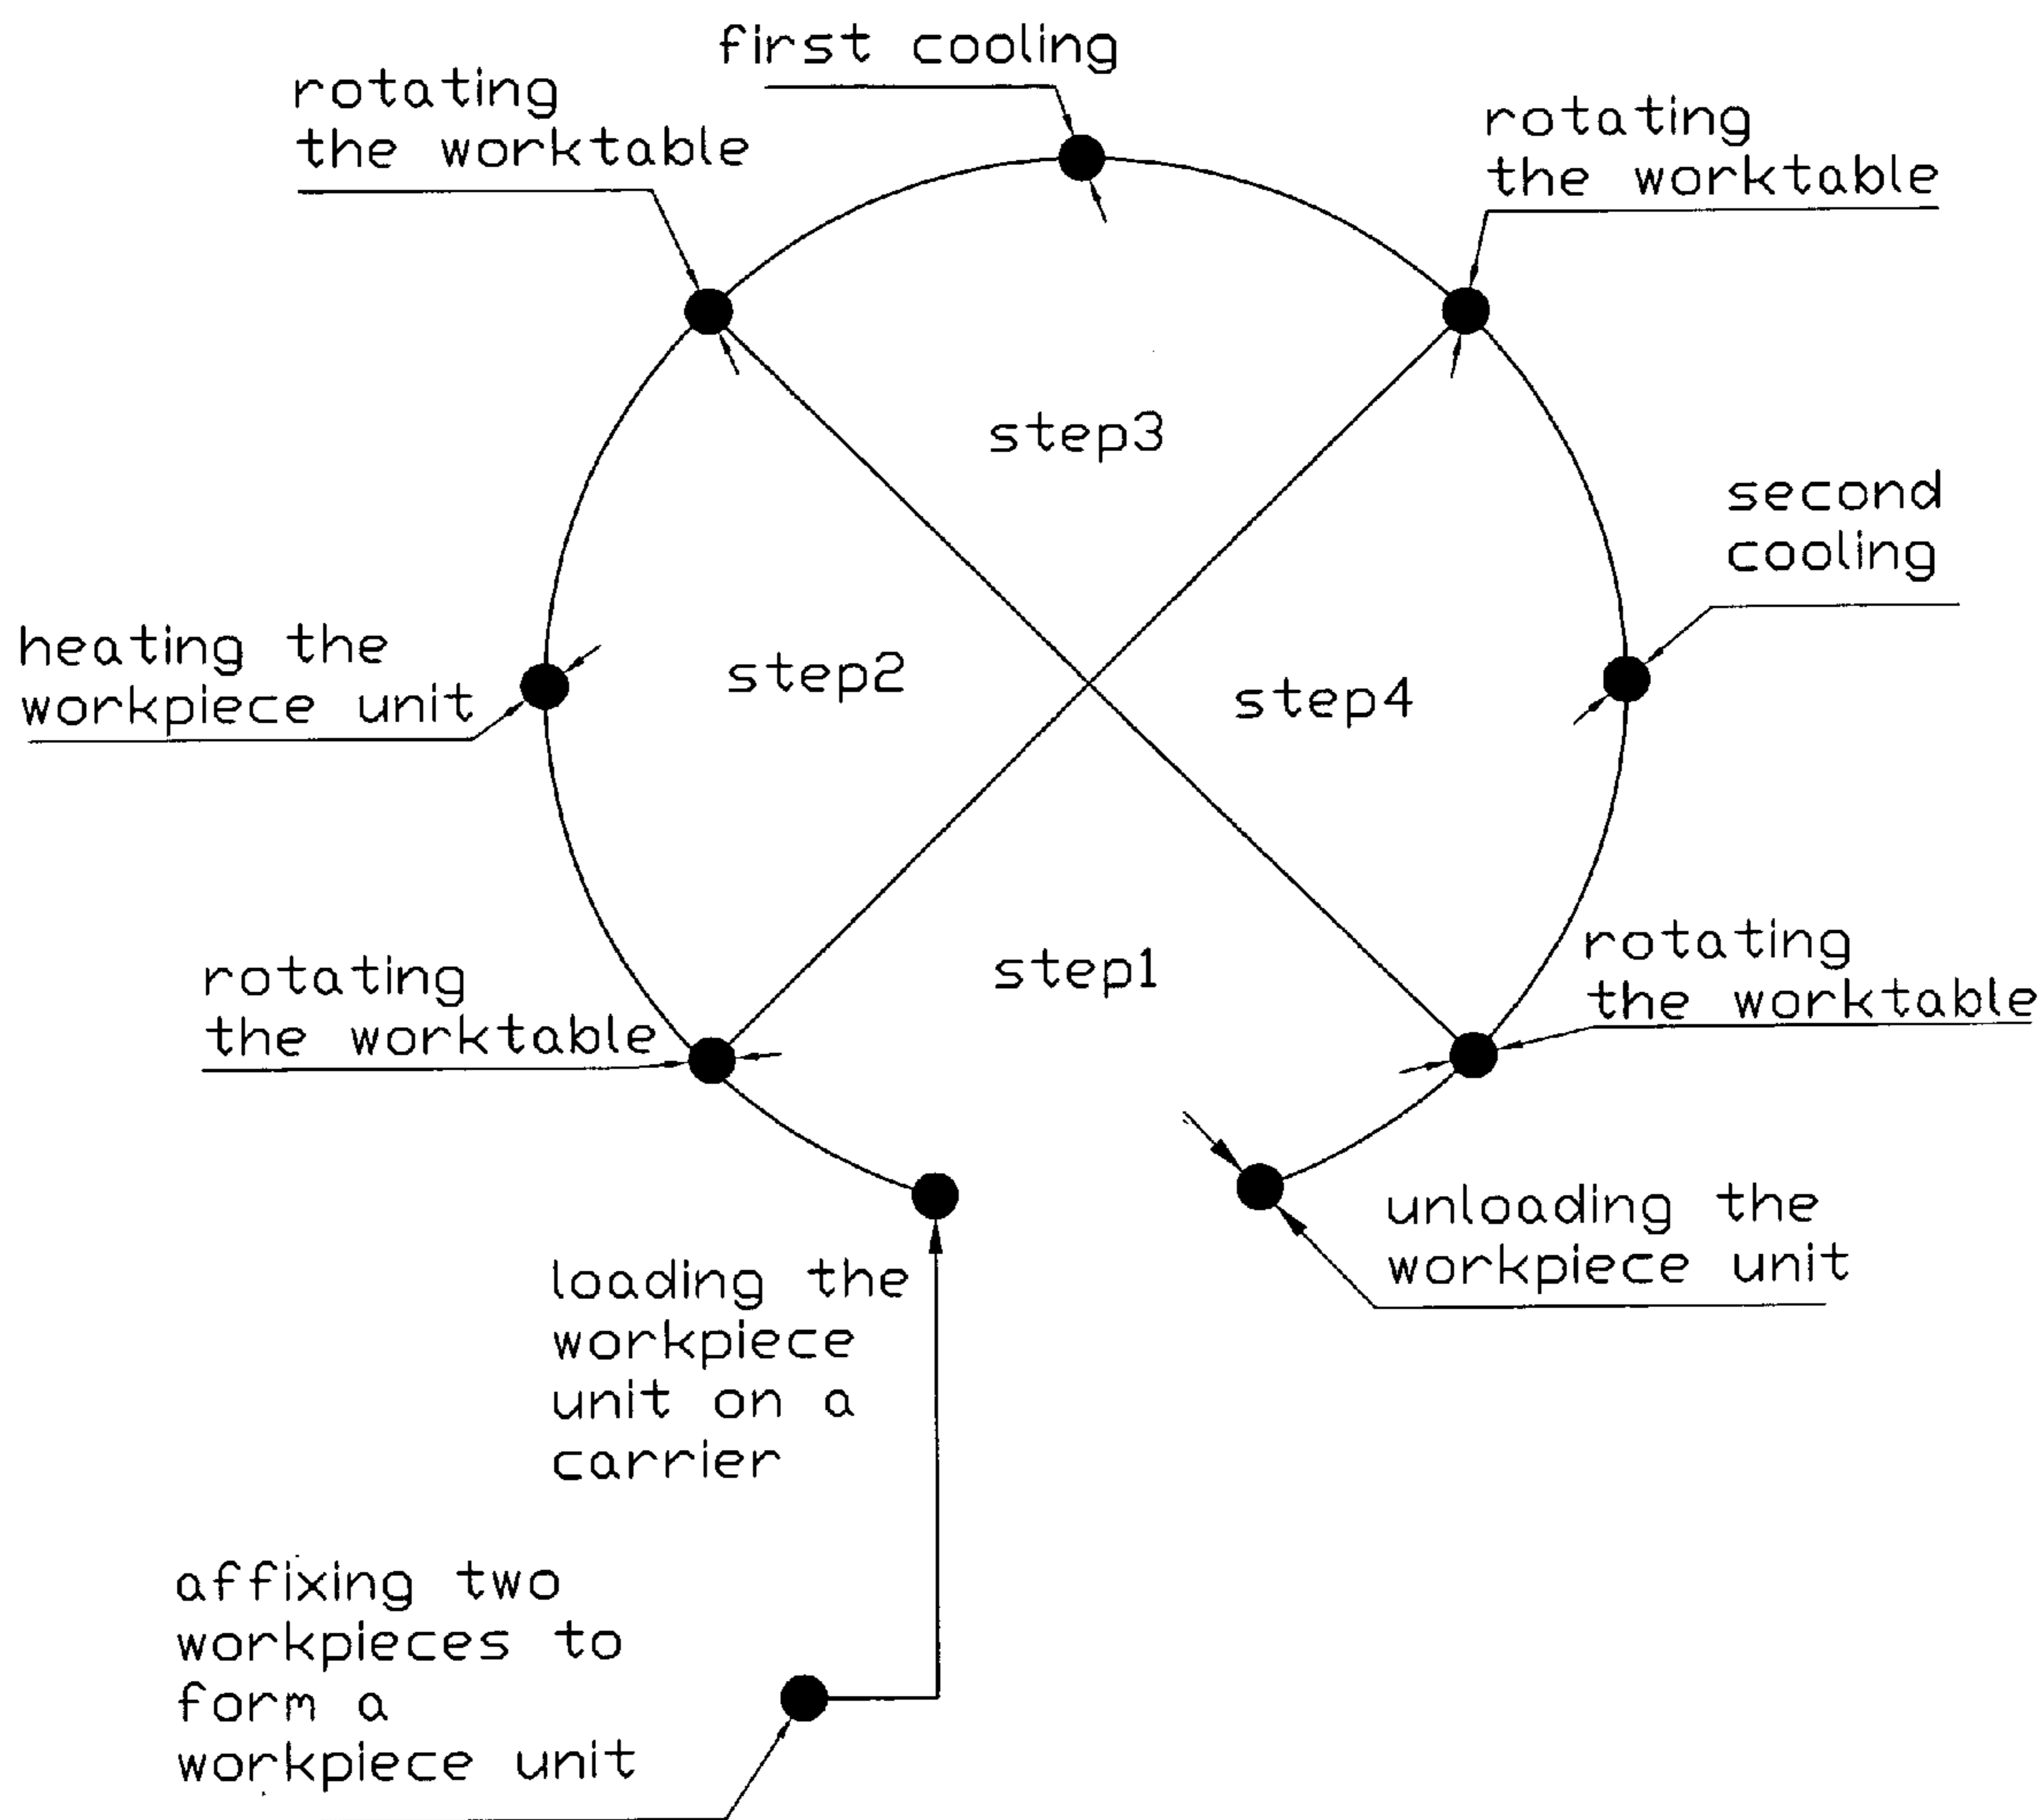 first cooling
rotating
the worktable
rotating
the worktable
step3
second
cooling
heating the
workpiece unit
step2
step4
rotating
the worktable
step1
rotating
the worktable
unloading the
workpiece unit
loading the
workpiece
unit on a
carrier
affixing two
workpieces to
form a
workpiece unit